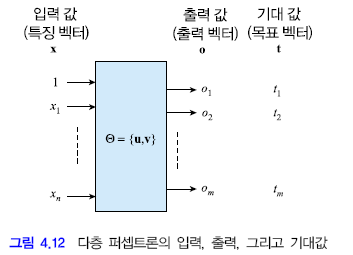 입력 값 출력 값 기대 값
(특징 벡터) (출력 벡터) (목표 벡터)
x o t
1 o₁ t₁
x₁ o₂ t₂
Θ = {u,v}
xₙ oₘ tₘ
그림 4.12 다층 퍼셉트론의 입력, 출력, 그리고 기대값